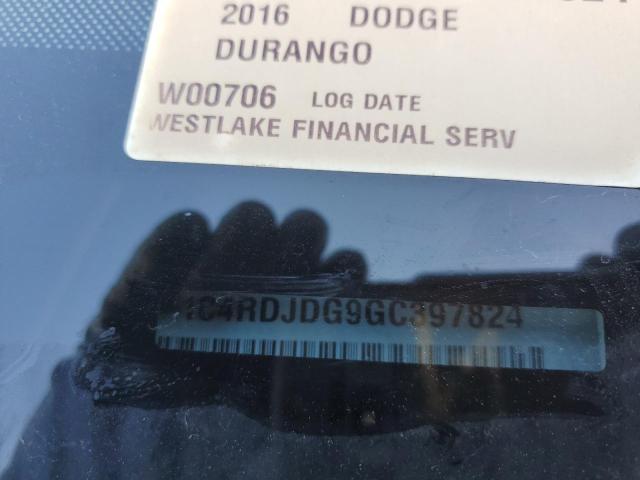 2016 DODGE
DURANGO
W00706 LOG DATE
WESTLAKE FINANCIAL SERV
1C4RDJDG9GC397824